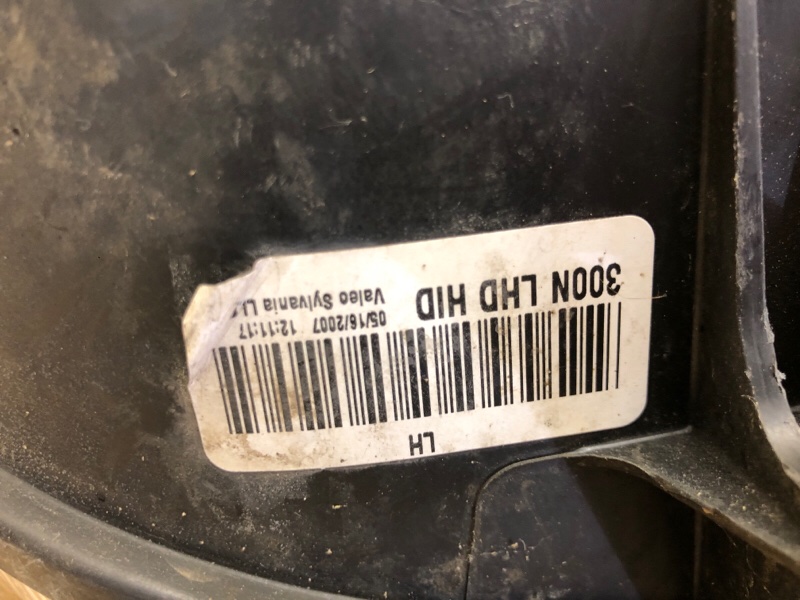 LH
300N LHD HID
05/16/2007 12:11:17
Valeo Sylvania